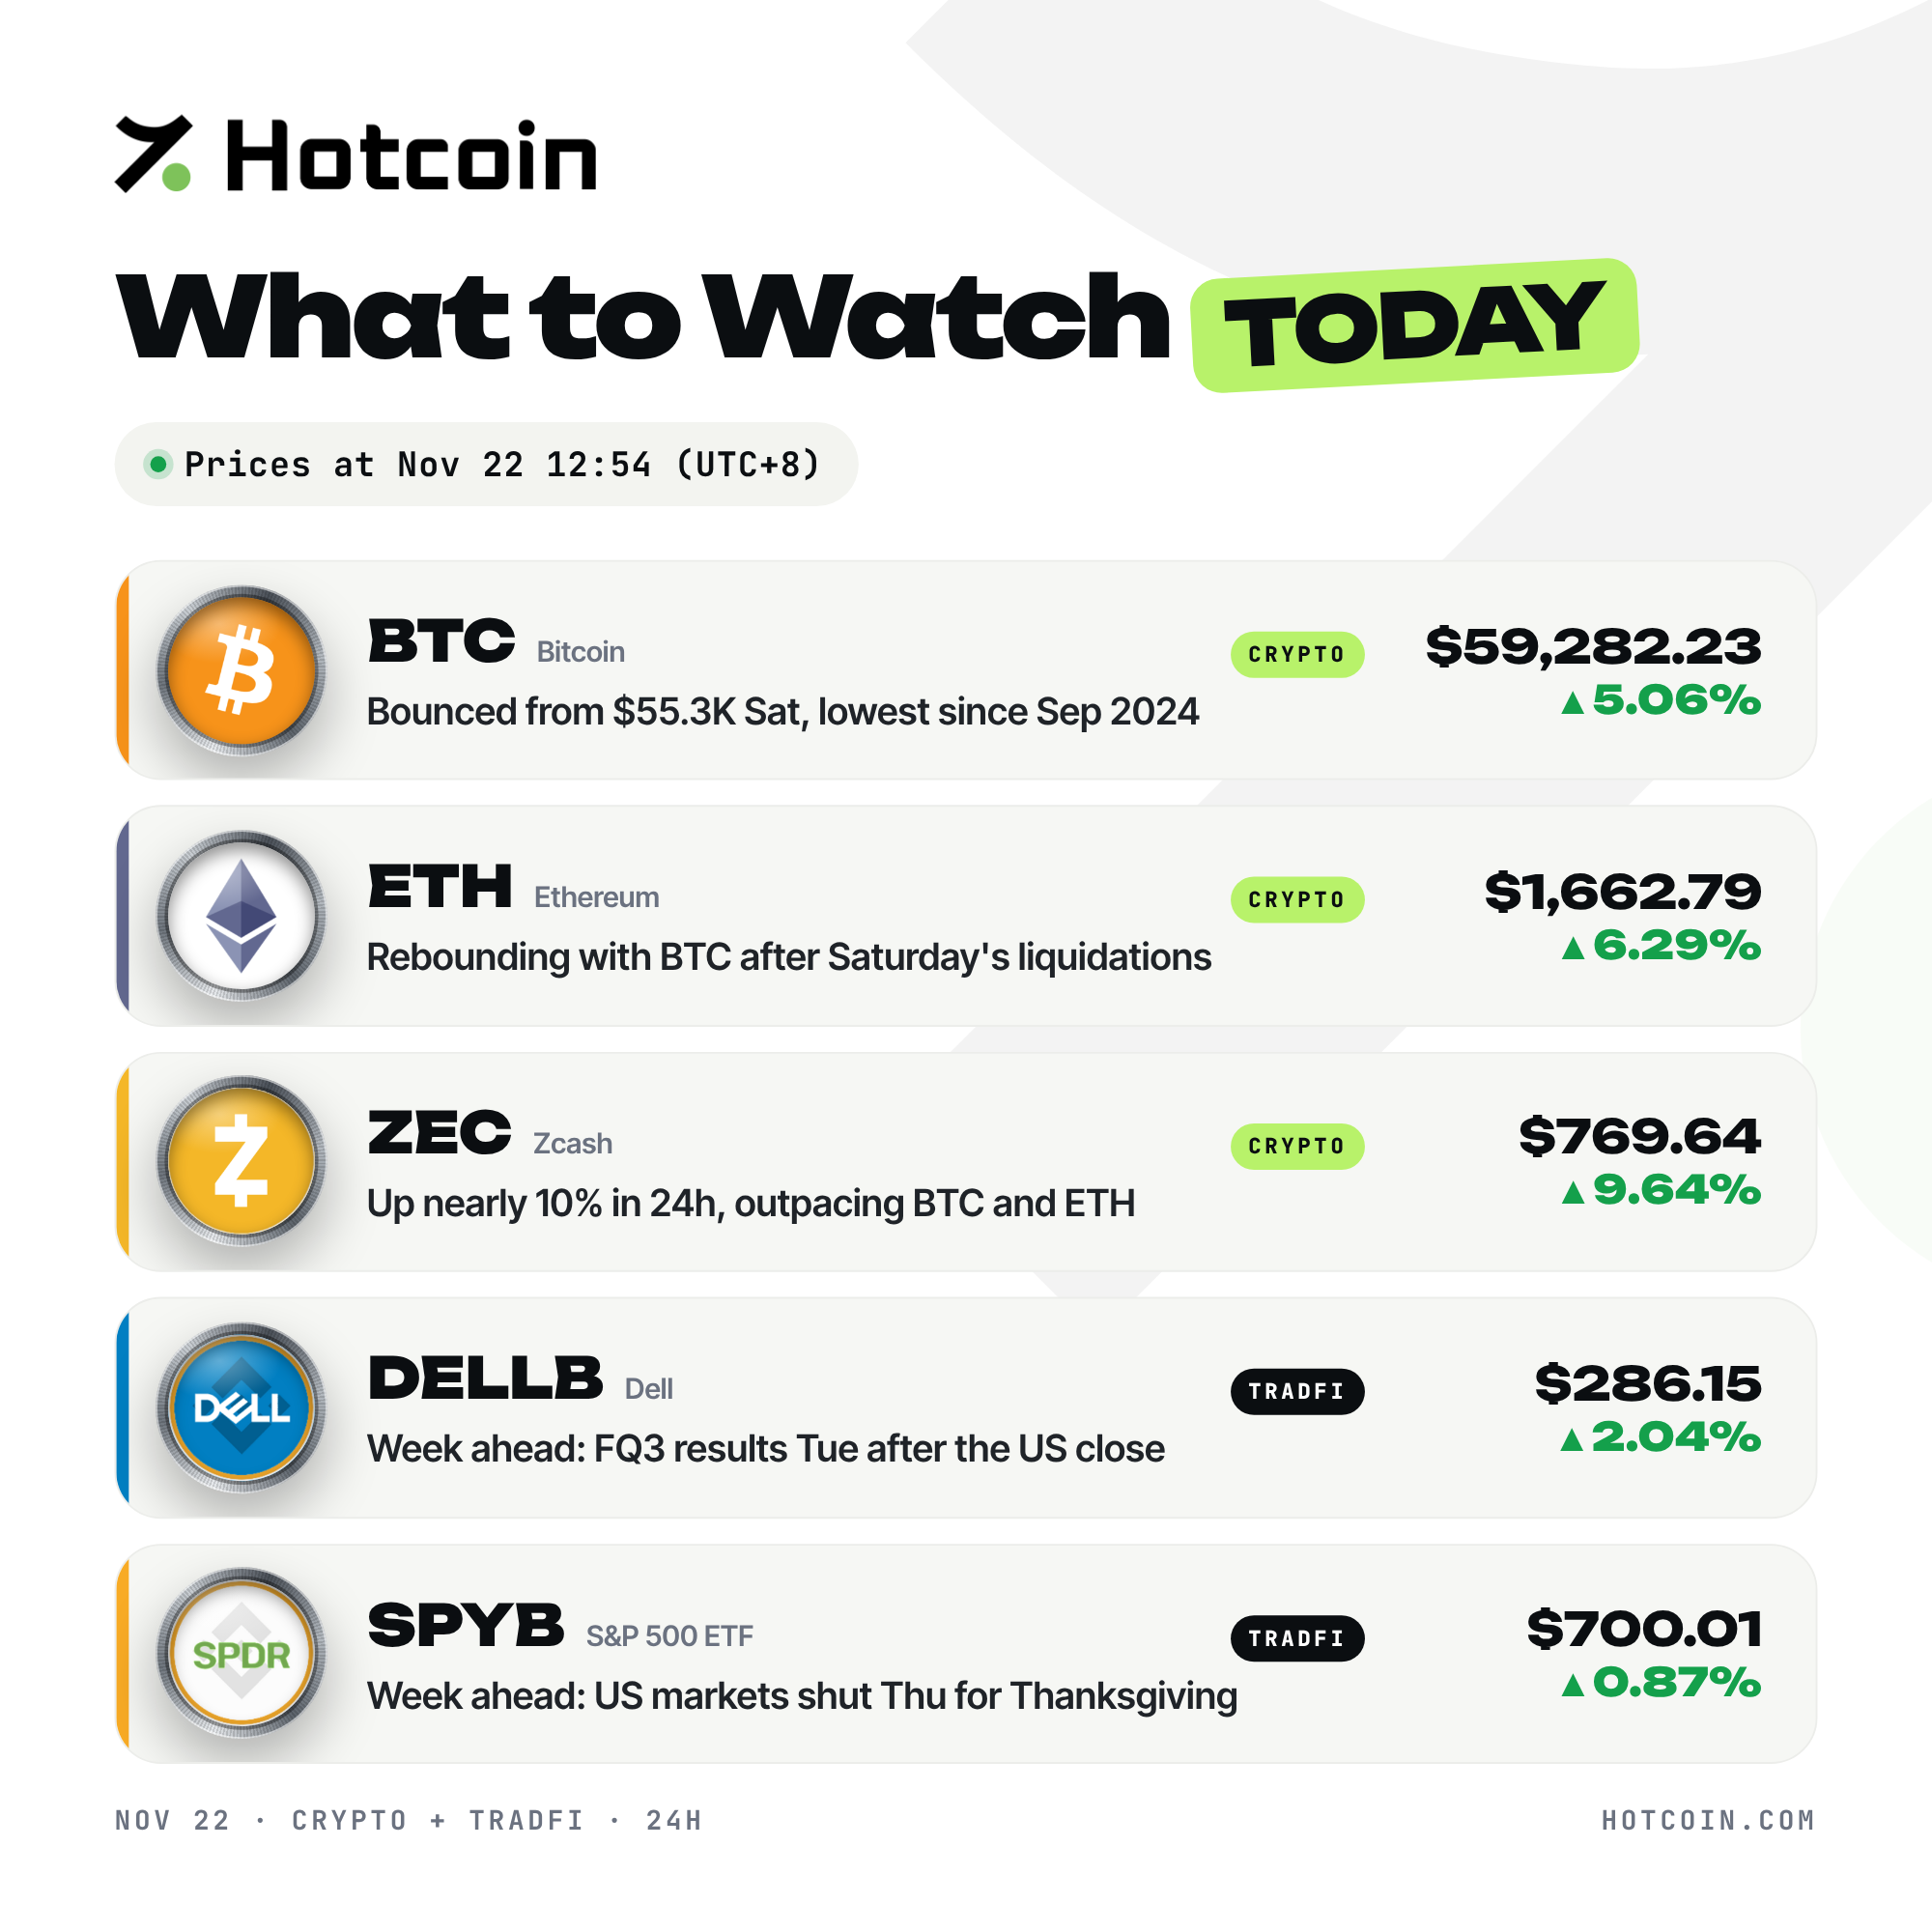 Hotcoin
What to Watch TODAY
Prices at Nov 22 12:54 (UTC+8)
BTC Bitcoin CRYPTO $59,282.23
Bounced from $55.3K Sat, lowest since Sep 2024 ▲5.06%
ETH Ethereum CRYPTO $1,662.79
Rebounding with BTC after Saturday's liquidations ▲6.29%
ZEC Zcash CRYPTO $769.64
Up nearly 10% in 24h, outpacing BTC and ETH ▲9.64%
DELL
DELLB Dell TRADFI $286.15
Week ahead: FQ3 results Tue after the US close ▲2.04%
SPDR
SPYB S&P 500 ETF TRADFI $700.01
Week ahead: US markets shut Thu for Thanksgiving ▲0.87%
NOV 22 · CRYPTO + TRADFI · 24H HOTCOIN.COM